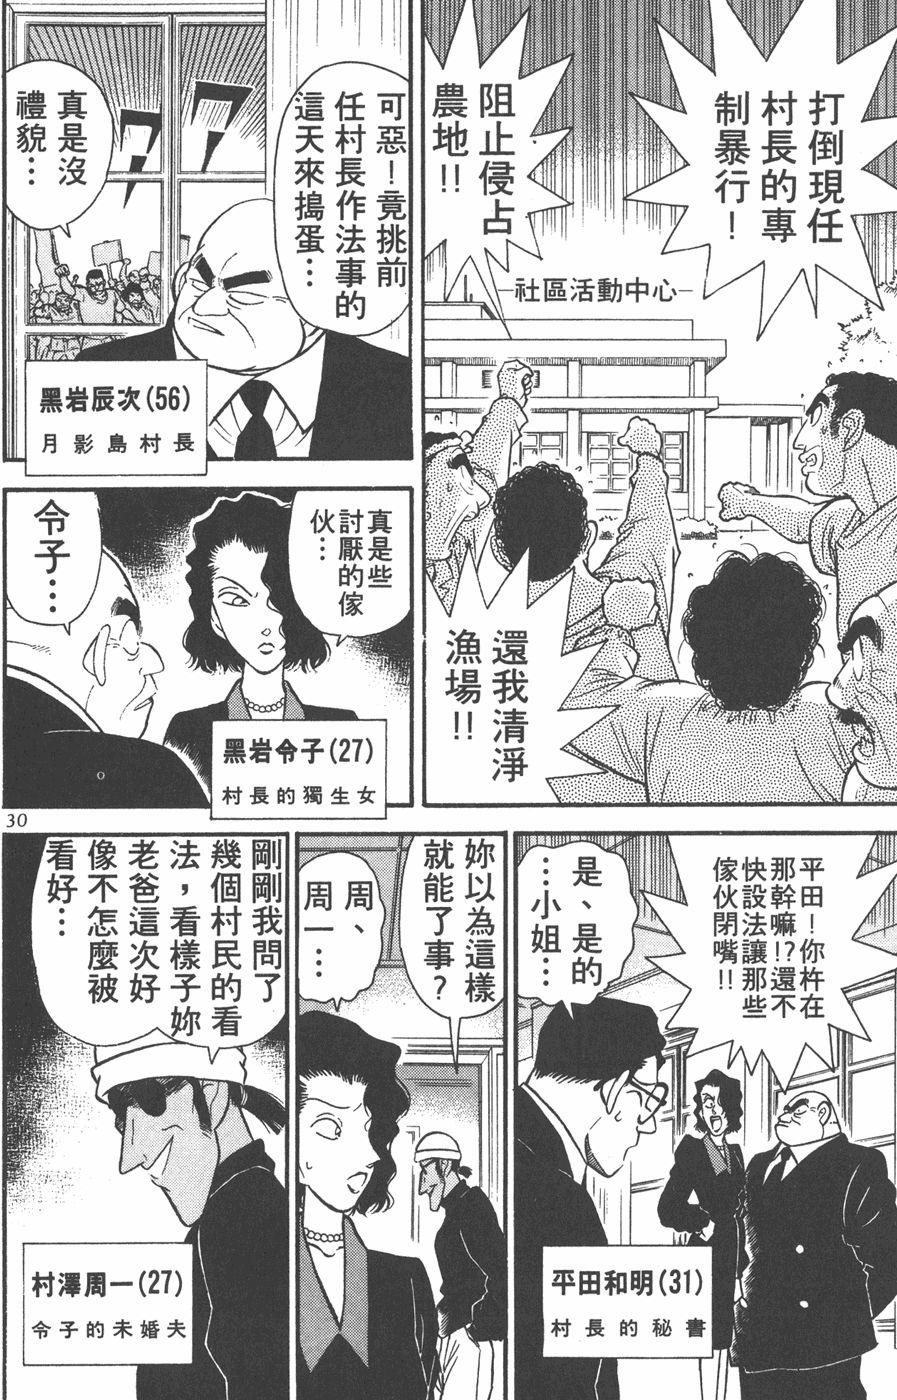 打倒現任
村長的專
制暴行！
阻止侵占
農地！！
社區活動中心
還我清淨
漁場！！
可惡！竟挑前
任村長作法事的
這天來搗蛋…
真是沒
禮貌…
黑岩辰次(56)
月影島村長
真是些
討厭的傢
伙…
令子…
黑岩令子(27)
村長的獨生女
30
平田！你杵在
那幹嘛！？還不
快設法讓那些
傢伙閉嘴！！
是、是的
…小姐…
平田和明(31)
村長的秘書
妳以為這樣
就能了事？
周、
周一…
剛剛我問了
幾個村民的看
法，看樣子妳
老爸這次好
像不怎麼被
看好…
村澤周一(27)
令子的未婚夫